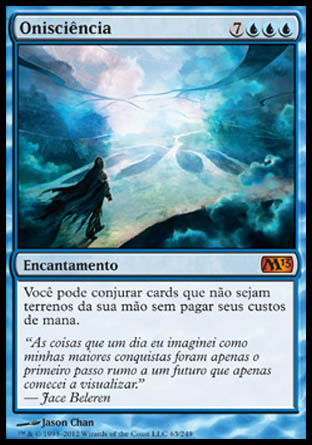 Onisciência 7
Encantamento M13
Você pode conjurar cards que não sejam
terrenos da sua mão sem pagar seus custos
de mana.
“As coisas que um dia eu imaginei como
minhas maiores conquistas foram apenas o
primeiro passo rumo a um futuro que apenas
comecei a visualizar.”
— Jace Beleren
Jason Chan
™ & © 1993–2012 Wizards of the Coast LLC 63/249